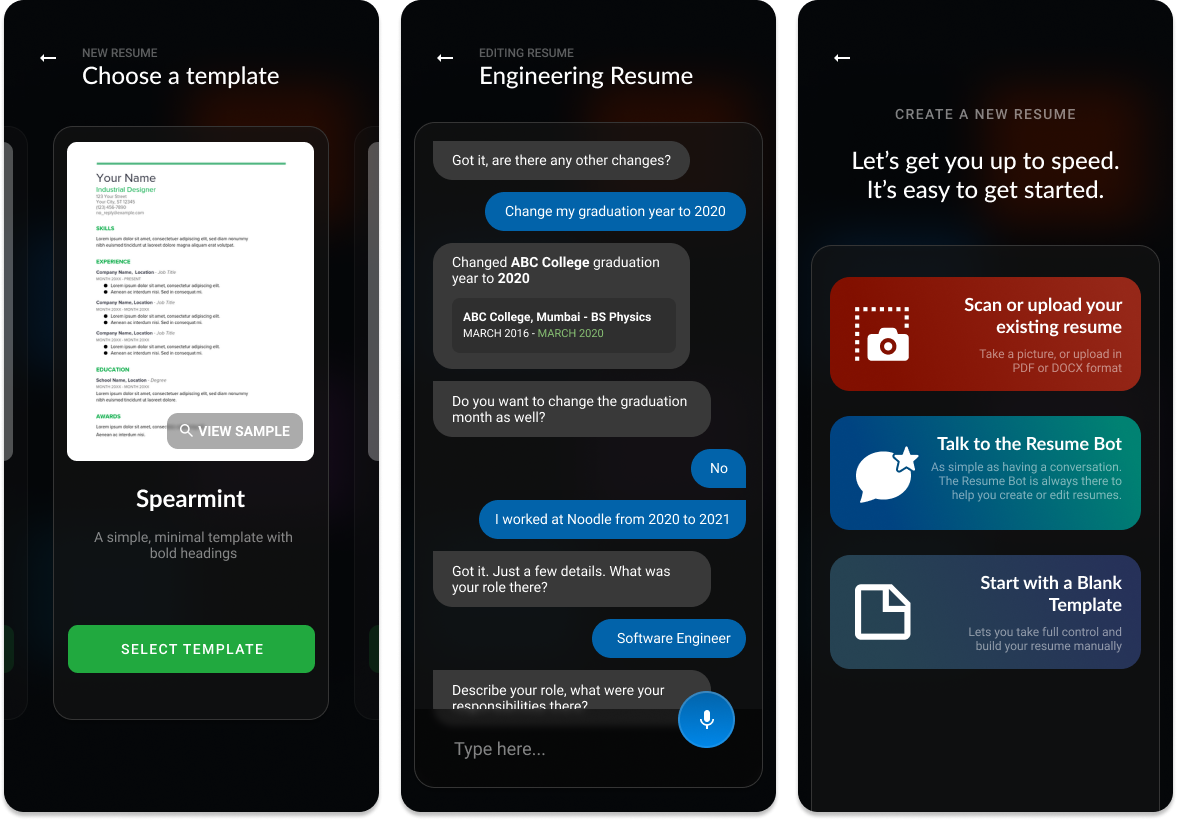 NEW RESUME
Choose a template
Your Name
Industrial Designer
123 Your Street
Your City, ST 12345
(123) 456-7890
no_reply@example.com
SKILLS
Lorem ipsum dolor sit amet, consectetuer adipiscing elit, sed diam nonummy
nibh euismod tincidunt ut laoreet dolore magna aliquam erat volutpat.
EXPERIENCE
Company Name, Location - Job Title
MONTH 20XX - PRESENT
● Lorem ipsum dolor sit amet, consectetuer adipiscing elit.
● Aenean ac interdum nisi. Sed in consequat mi.
Company Name, Location - Job Title
MONTH 20XX - MONTH 20XX
● Lorem ipsum dolor sit amet, consectetuer adipiscing elit.
● Aenean ac interdum nisi. Sed in consequat mi.
Company Name, Location - Job Title
MONTH 20XX - MONTH 20XX
● Lorem ipsum dolor sit amet, consectetuer adipiscing elit.
● Aenean ac interdum nisi. Sed in consequat mi.
EDUCATION
School Name, Location - Degree
MONTH 20XX - MONTH 20XX
Lorem ipsum dolor sit amet, consectetuer adipiscing elit, sed diam nonummy
nibh euismod tincidunt ut laoreet dolore.
AWARDS
Lorem ipsum dolor sit amet,
Aenean ac interdum nisi.
VIEW SAMPLE
Spearmint
A simple, minimal template with
bold headings
SELECT TEMPLATE
EDITING RESUME
Engineering Resume
Got it, are there any other changes?
Change my graduation year to 2020
Changed ABC College graduation
year to 2020
ABC College, Mumbai - BS Physics
MARCH 2016 - MARCH 2020
Do you want to change the graduation
month as well?
No
I worked at Noodle from 2020 to 2021
Got it. Just a few details. What was
your role there?
Software Engineer
Describe your role, what were your
responsibilities there?
Type here...
CREATE A NEW RESUME
Let’s get you up to speed.
It’s easy to get started.
Scan or upload your
existing resume
Take a picture, or upload in
PDF or DOCX format
Talk to the Resume Bot
As simple as having a conversation.
The Resume Bot is always there to
help you create or edit resumes.
Start with a Blank
Template
Lets you take full control and
build your resume manually